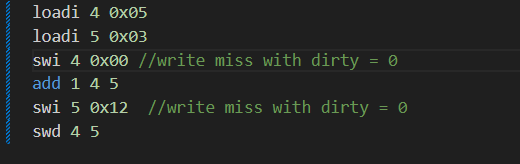 loadi 4 0x05
loadi 5 0x03
swi 4 0x00 //write miss with dirty = 0
add 1 4 5
swi 5 0x12  //write miss with dirty = 0
swd 4 5